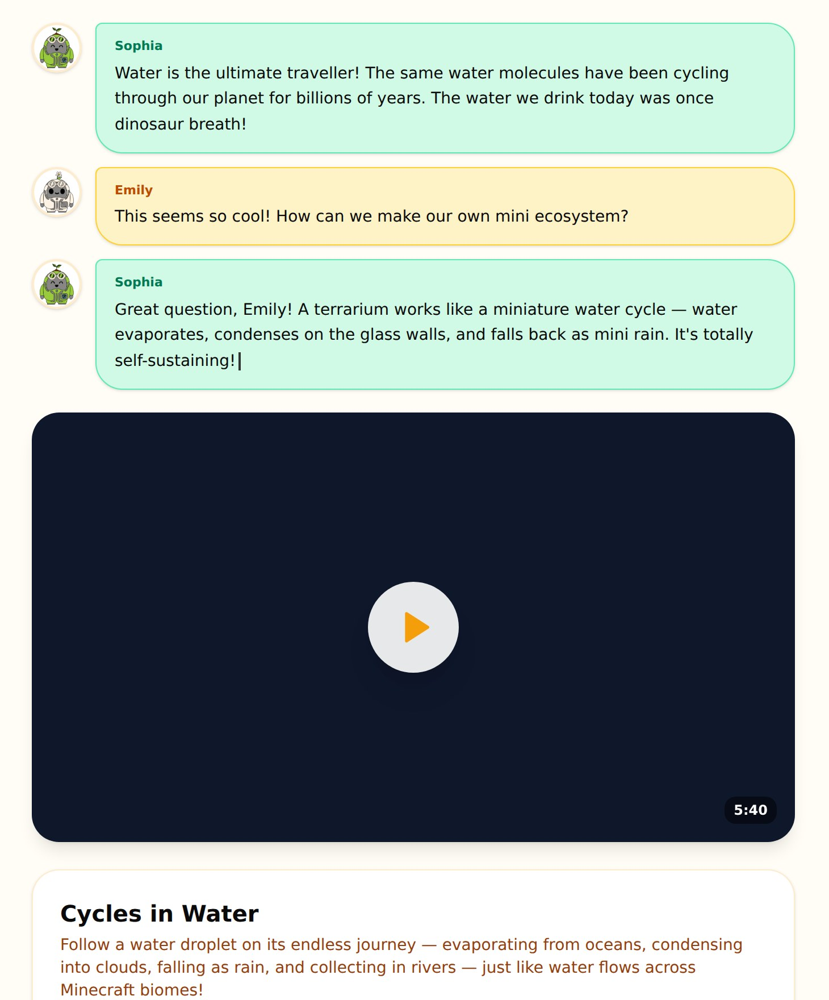 Sophia
Water is the ultimate traveller! The same water molecules have been cycling
through our planet for billions of years. The water we drink today was once
dinosaur breath!
Emily
This seems so cool! How can we make our own mini ecosystem?
Sophia
Great question, Emily! A terrarium works like a miniature water cycle — water
evaporates, condenses on the glass walls, and falls back as mini rain. It's totally
self-sustaining!
5:40
Cycles in Water
Follow a water droplet on its endless journey — evaporating from oceans, condensing
into clouds, falling as rain, and collecting in rivers — just like water flows across
Minecraft biomes!